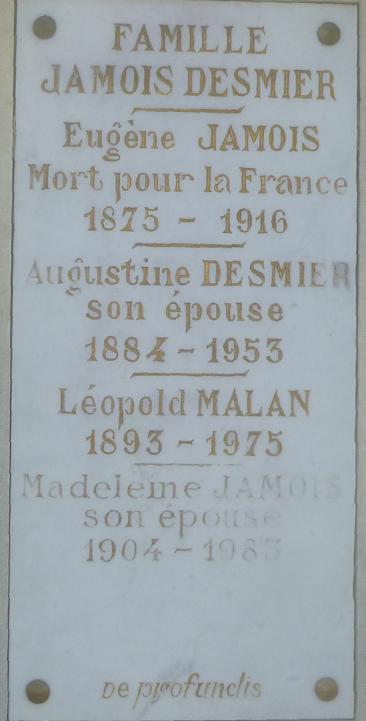 FAMILLE
JAMOIS DESMIER
Eugène JAMOIS
Mort pour la France
1875 - 1916
Augustine DESMIER
son épouse
1884 - 1953
Léopold MALAN
1893 - 1975
Madeleine JAMOIS
son épouse
1904 - 1983
De profundis